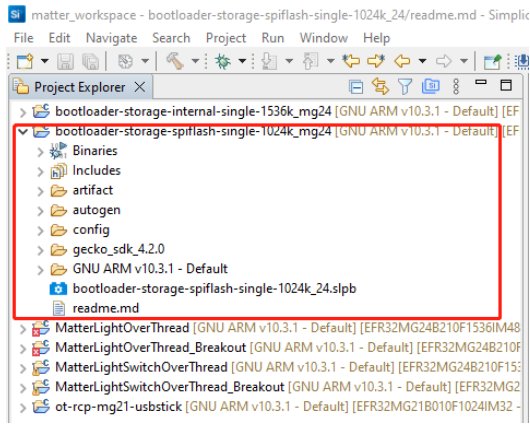 Si matter_workspace - bootloader-storage-spiflash-single-1024k_24/readme.md - Simplic
File Edit Navigate Search Project Run Window Help
Project Explorer
bootloader-storage-internal-single-1536k_mg24 [GNU ARM v10.3.1 - Default] [EF
bootloader-storage-spiflash-single-1024k_mg24 [GNU ARM v10.3.1 - Default] [EF
Binaries
Includes
artifact
autogen
config
gecko_sdk_4.2.0
GNU ARM v10.3.1 - Default
bootloader-storage-spiflash-single-1024k_24.slpb
readme.md
MatterLightOverThread [GNU ARM v10.3.1 - Default] [EFR32MG24B210F1536IM48
MatterLightOverThread_Breakout [GNU ARM v10.3.1 - Default] [EFR32MG24B210F
MatterLightSwitchOverThread [GNU ARM v10.3.1 - Default] [EFR32MG24B210F153
MatterLightSwitchOverThread_Breakout [GNU ARM v10.3.1 - Default] [EFR32MG2
ot-rcp-mg21-usbstick [GNU ARM v10.3.1 - Default] [EFR32MG21B010F1024IM32 -